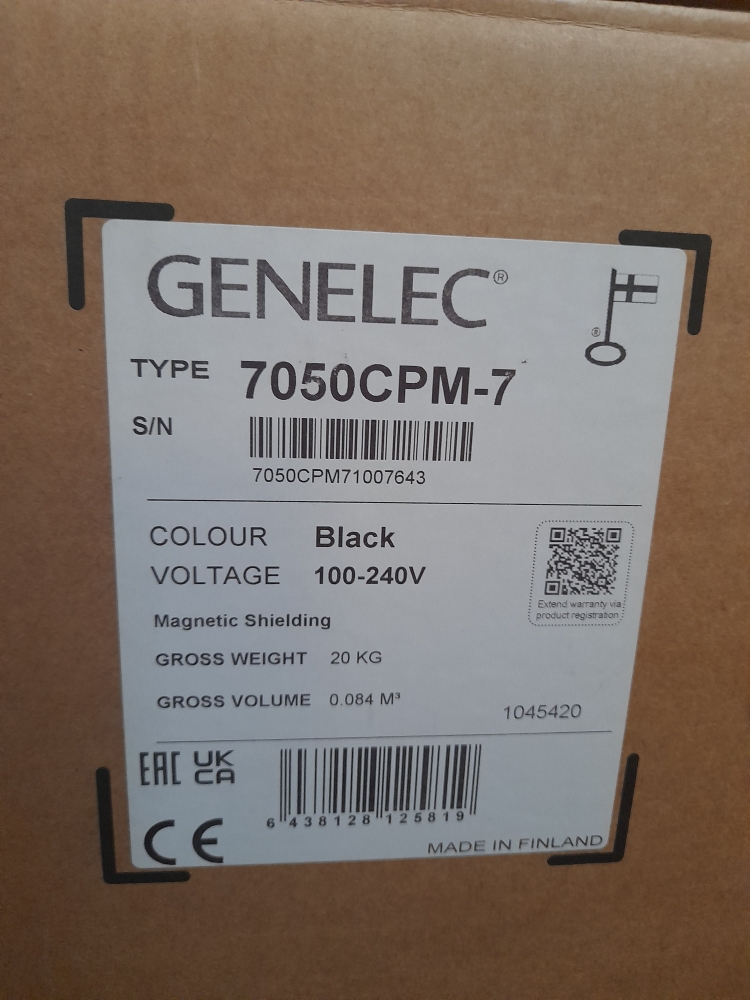 GENELEC®
®
TYPE 7050CPM-7
S/N
7050CPM71007643
COLOUR Black
VOLTAGE 100-240V
Extend warranty via
product registration
Magnetic Shielding
GROSS WEIGHT 20 KG
GROSS VOLUME 0.084 M³
1045420
EAC UK
CA
6 438128 125819
CE
MADE IN FINLAND